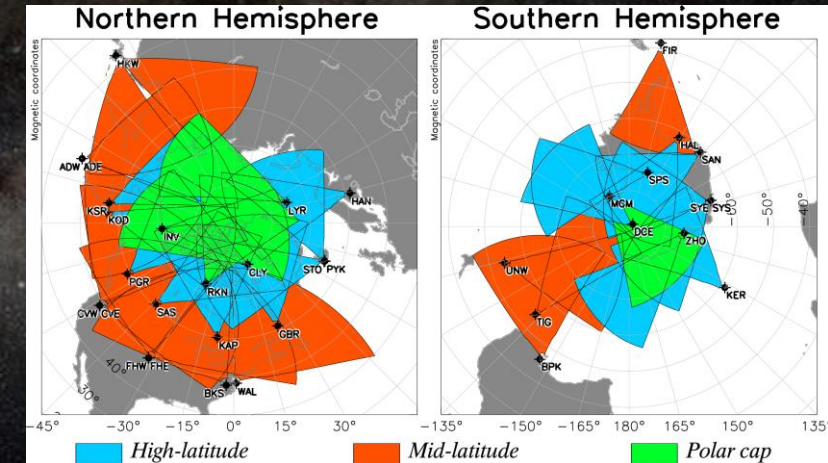 Northern Hemisphere
Southern Hemisphere
Magnetic coordinates
HKW
ADW ADE
KSR
KOD
INV
PGR
CVW CVE
SAS
FHW FHE
RKN
KAP
BKS
WAL
GBR
CLY
STO PYK
LYR
HAN
40°
30°
-45°
0°
15°
30°
Magnetic coordinates
FIR
HAL
SAN
SPS
MCM
SYE SYS
DCE
ZHO
KER
UNW
TIG
BPK
-60°
-50°
-40°
-135°
-150°
-165°
180°
165°
150°
135°
High-latitude
Mid-latitude
Polar cap